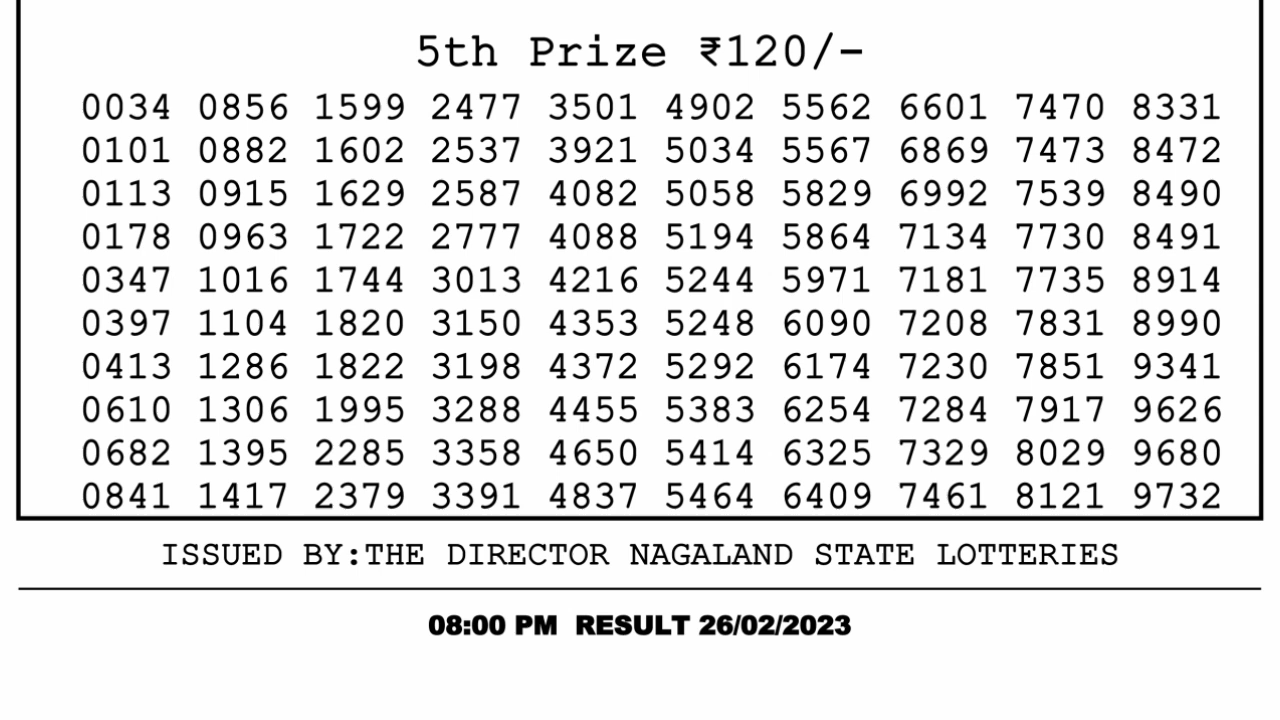 5th Prize ₹120/-
0034 0856 1599 2477 3501 4902 5562 6601 7470 8331
0101 0882 1602 2537 3921 5034 5567 6869 7473 8472
0113 0915 1629 2587 4082 5058 5829 6992 7539 8490
0178 0963 1722 2777 4088 5194 5864 7134 7730 8491
0347 1016 1744 3013 4216 5244 5971 7181 7735 8914
0397 1104 1820 3150 4353 5248 6090 7208 7831 8990
0413 1286 1822 3198 4372 5292 6174 7230 7851 9341
0610 1306 1995 3288 4455 5383 6254 7284 7917 9626
0682 1395 2285 3358 4650 5414 6325 7329 8029 9680
0841 1417 2379 3391 4837 5464 6409 7461 8121 9732
ISSUED BY:THE DIRECTOR NAGALAND STATE LOTTERIES
08:00 PM RESULT 26/02/2023